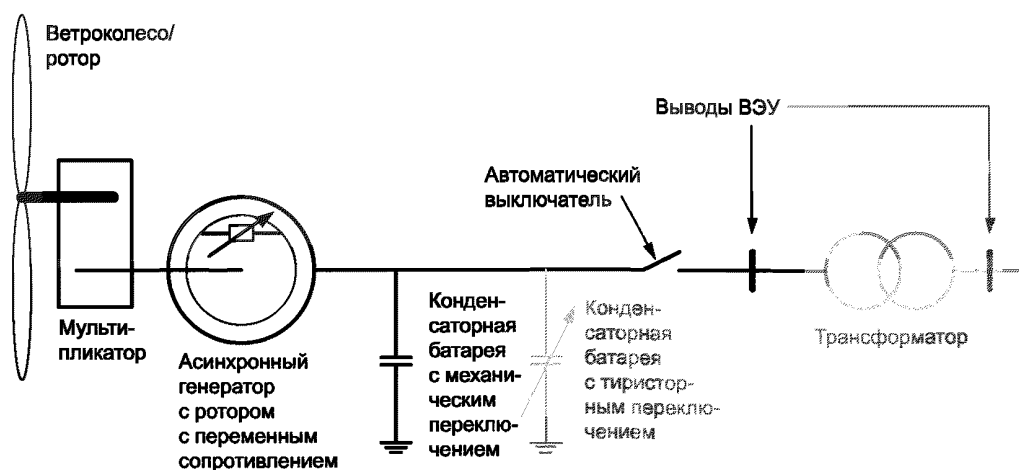 Ветроколесо/
ротор
Выводы ВЭУ
Автоматический
выключатель
Мульти-
пликатор
Асинхронный
генератор
с ротором
с переменным
сопротивлением
Конден-
саторная
батарея
с механи-
ческим
переклю-
чением
Конден-
саторная
батарея
с тиристор-
ным переклю-
чением
Трансформатор